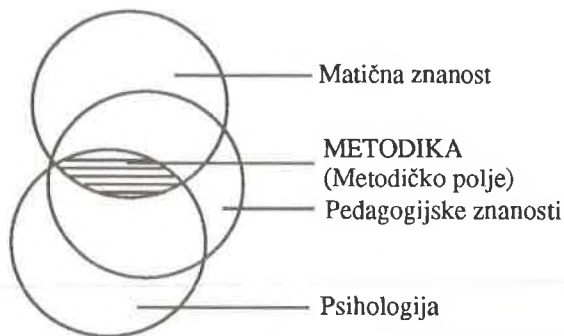 Matična znanost
METODIKA
(Metodičko polje)
Pedagogijske znanosti
Psihologija